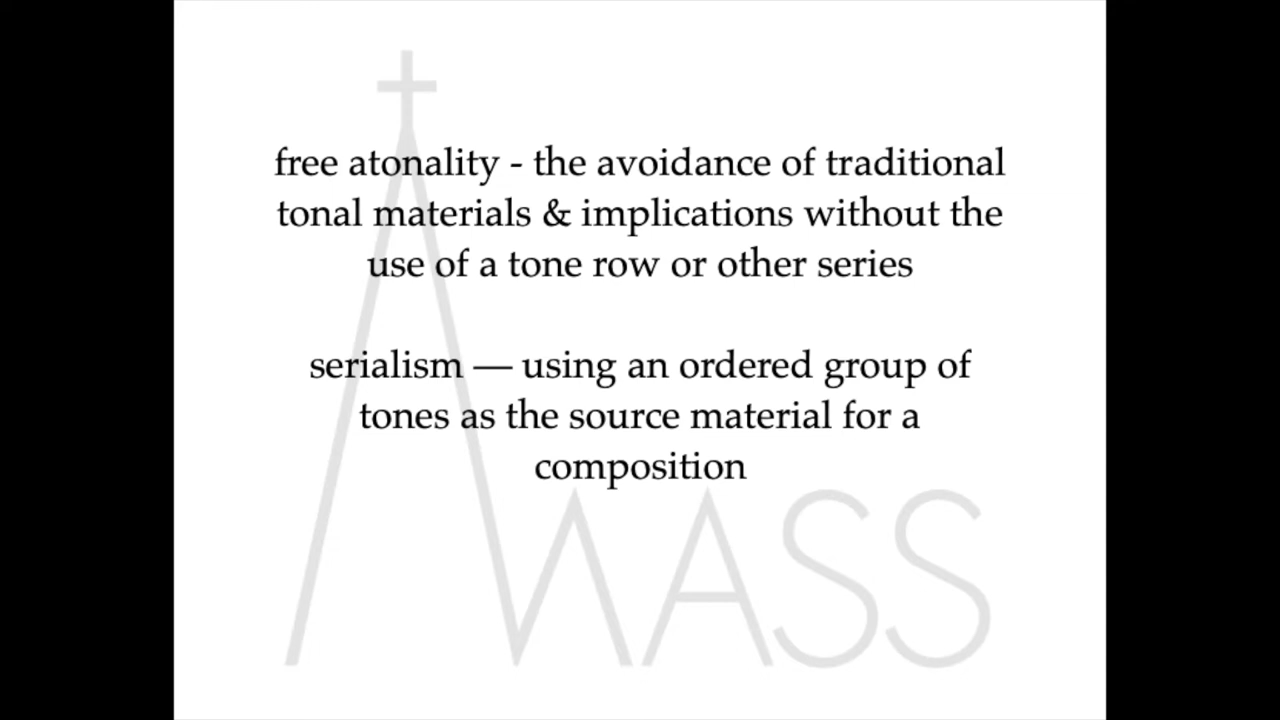 free atonality - the avoidance of traditional
tonal materials & implications without the
use of a tone row or other series
serialism — using an ordered group of
tones as the source material for a
composition
MASS